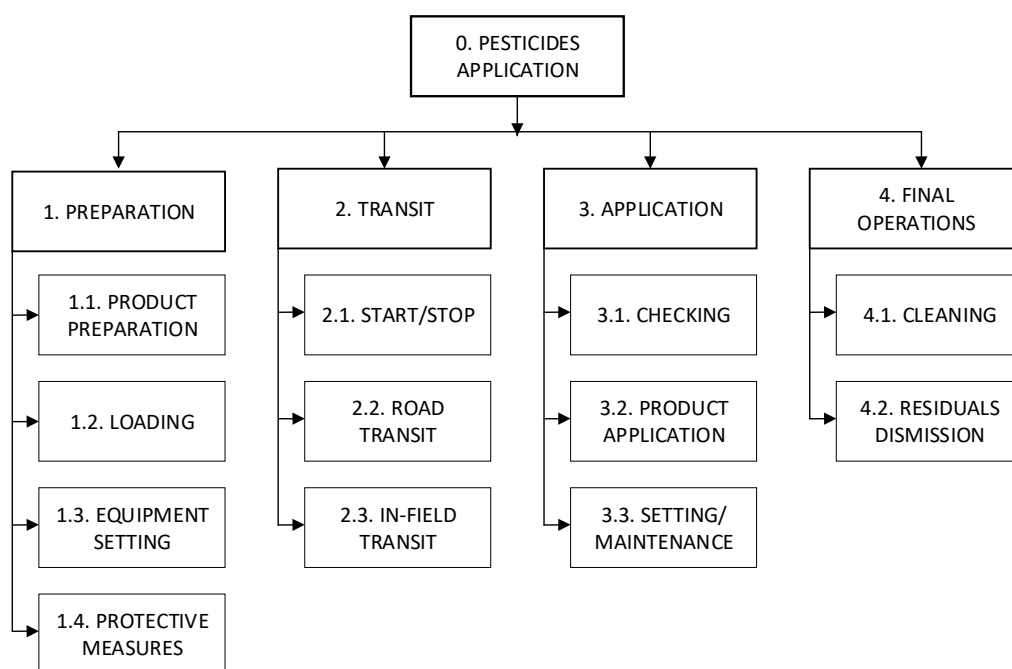 0. PESTICIDES
APPLICATION
1. PREPARATION
1.1. PRODUCT
PREPARATION
1.2. LOADING
1.3. EQUIPMENT
SETTING
1.4. PROTECTIVE
MEASURES
2. TRANSIT
2.1. START/STOP
2.2. ROAD
TRANSIT
2.3. IN-FIELD
TRANSIT
3. APPLICATION
3.1. CHECKING
3.2. PRODUCT
APPLICATION
3.3. SETTING/
MAINTENANCE
4. FINAL
OPERATIONS
4.1. CLEANING
4.2. RESIDUALS
DISMISSION